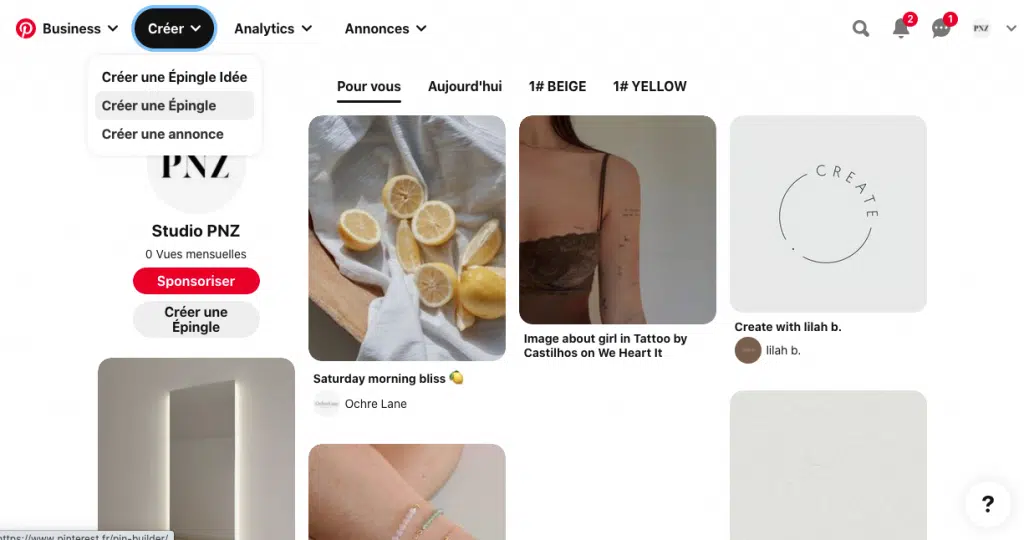 Business
Créer
Analytics
Annonces
2
1
PNZ
Créer une Épingle Idée
Créer une Épingle
Créer une annonce
Pour vous
Aujourd'hui
1# BEIGE
1# YELLOW
PNZ
Studio PNZ
0 Vues mensuelles
Sponsoriser
Créer une
Épingle
CREATE
Saturday morning bliss 🍋
Ochre Lane
Image about girl in Tattoo by
Castilhos on We Heart It
Create with lilah b.
lilah b.
?
https://www.pinterest.fr/pin-builder/